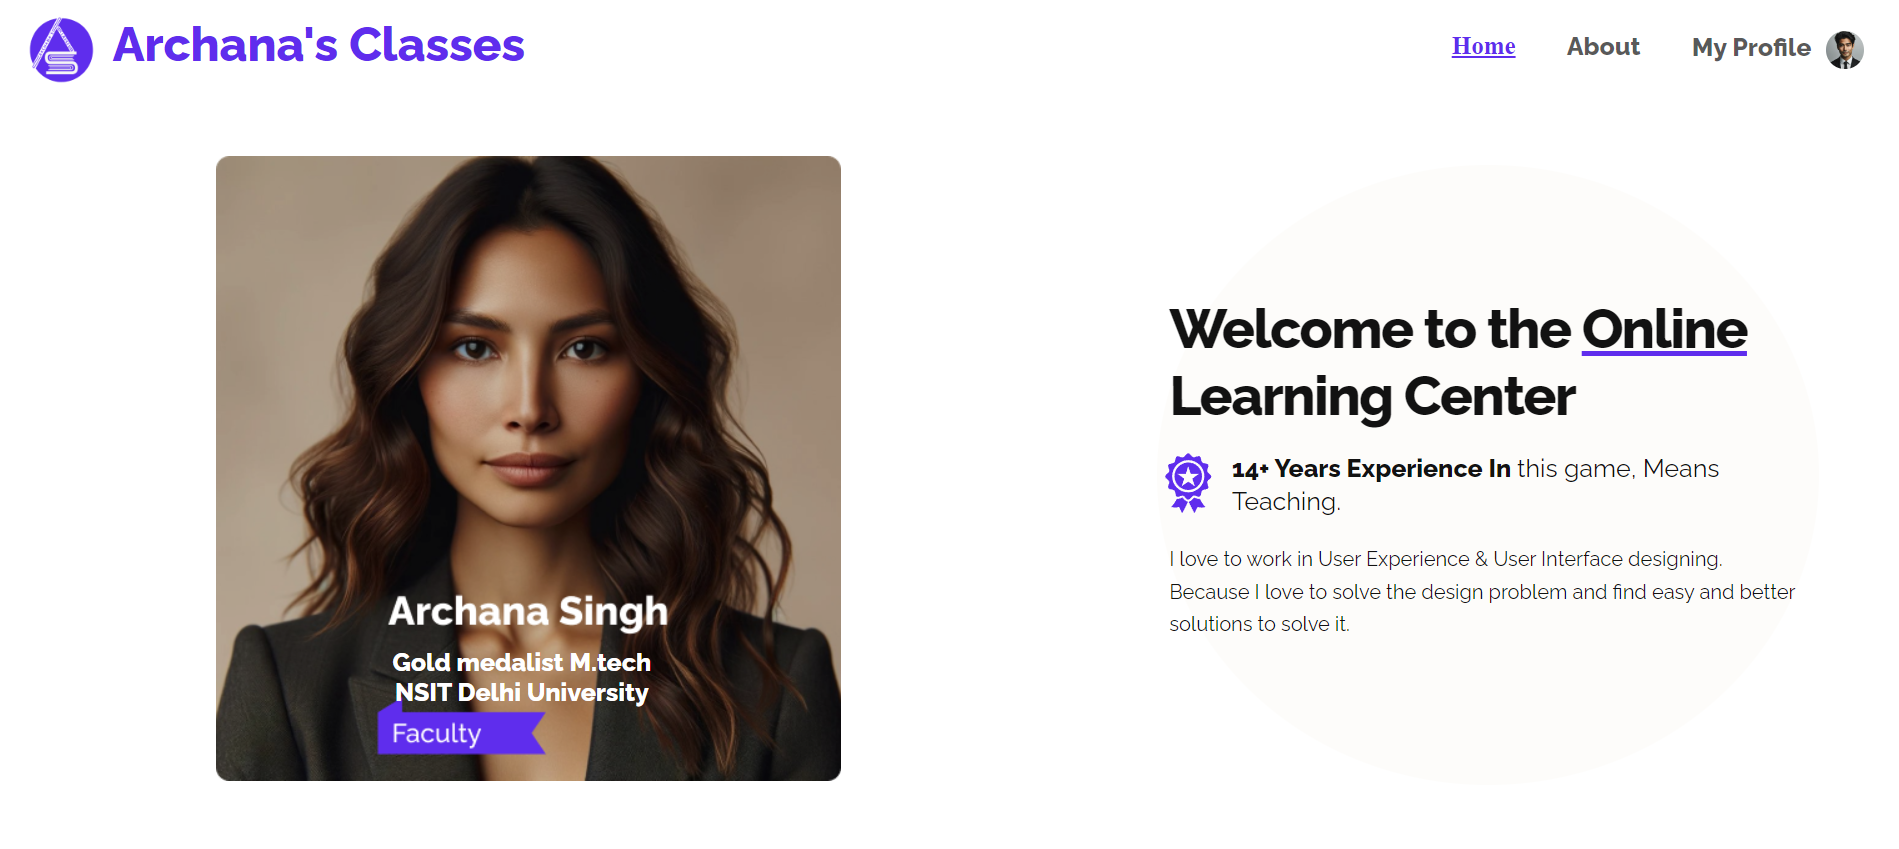 Archana's Classes
Home
About
My Profile
Archana Singh
Gold medalist M.tech
NSIT Delhi University
Faculty
Welcome to the Online
Learning Center
14+ Years Experience In this game, Means
Teaching.
I love to work in User Experience & User Interface designing.
Because I love to solve the design problem and find easy and better
solutions to solve it.